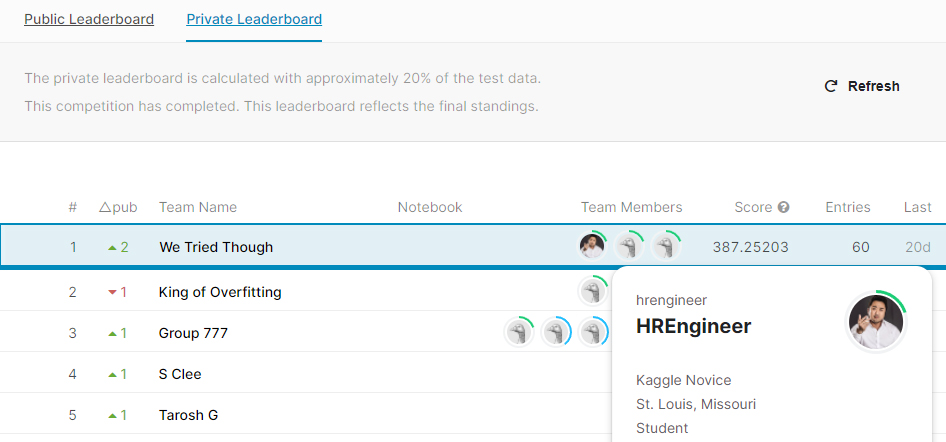 Public Leaderboard Private Leaderboard
The private leaderboard is calculated with approximately 20% of the test data.
This competition has completed. This leaderboard reflects the final standings.
Refresh
# △pub Team Name Notebook Team Members Score Entries Last
1 2 We Tried Though 387.25203 60 20d
2 1 King of Overfitting
3 1 Group 777
4 1 S Clee
5 1 Tarosh G
hrengineer
HREngineer
Kaggle Novice
St. Louis, Missouri
Student